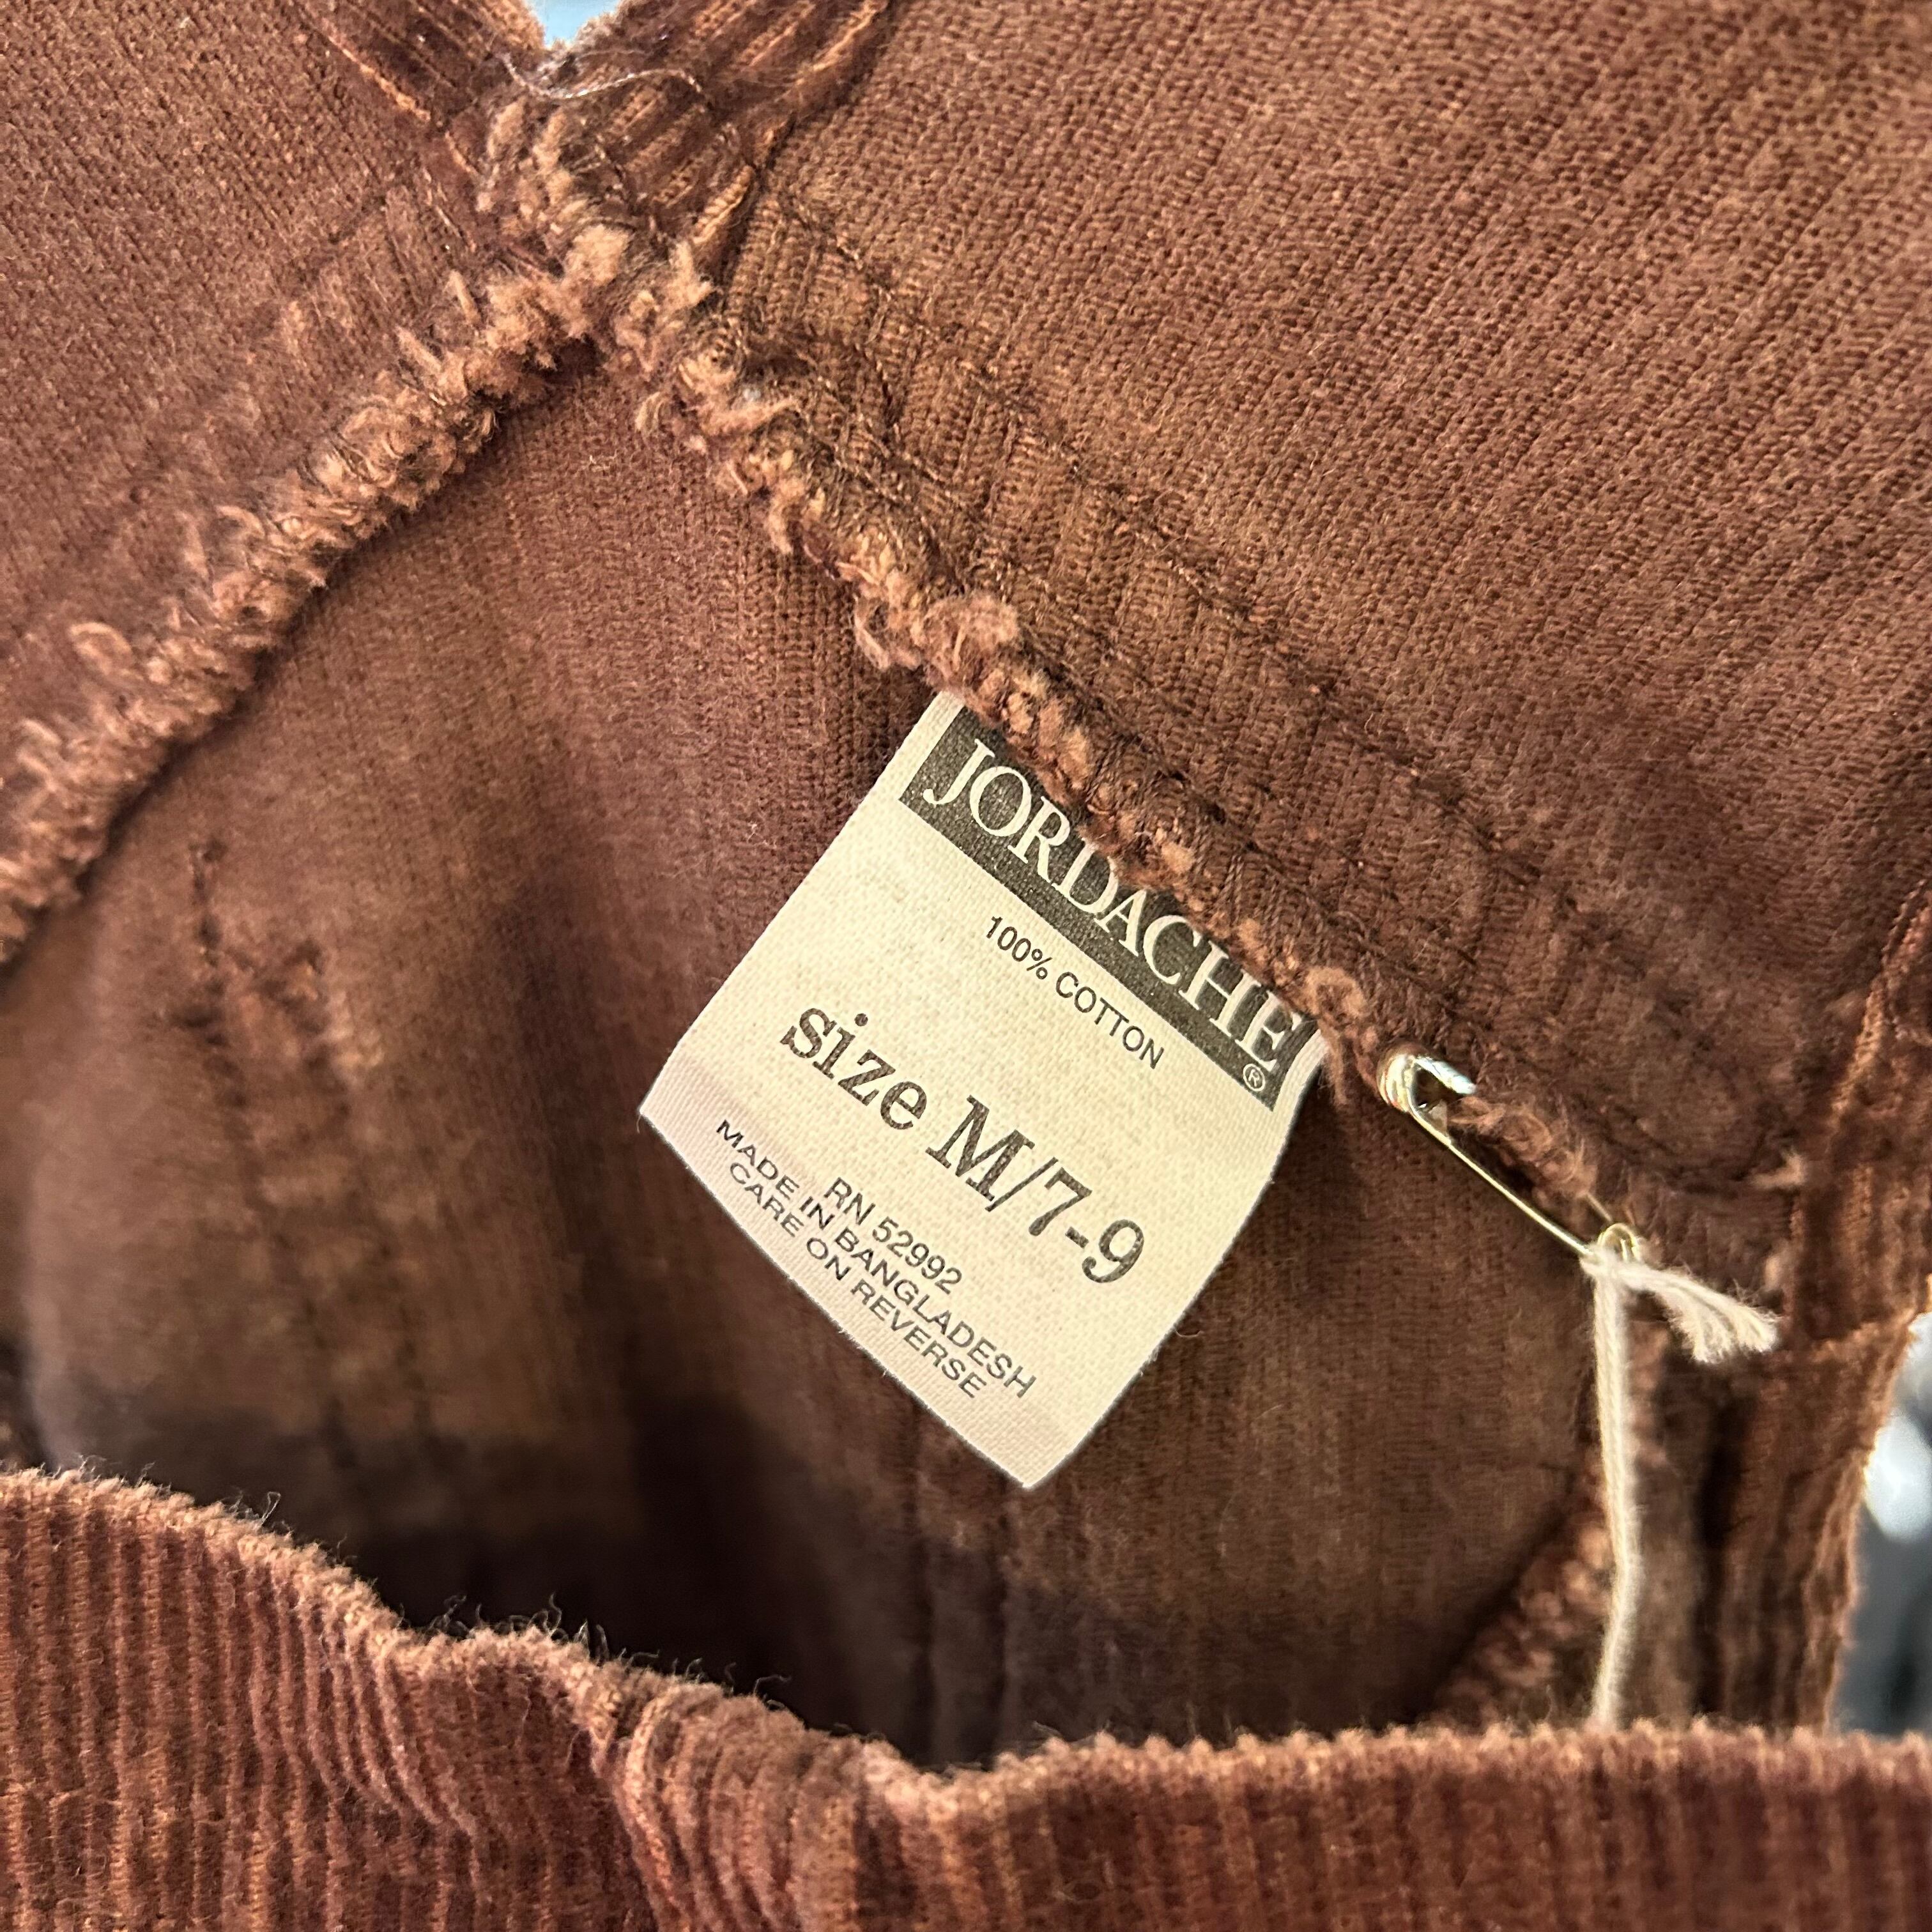 JORDACHE®
100% COTTON
size M/7-9
RN 52992
MADE IN BANGLADESH
CARE ON REVERSE